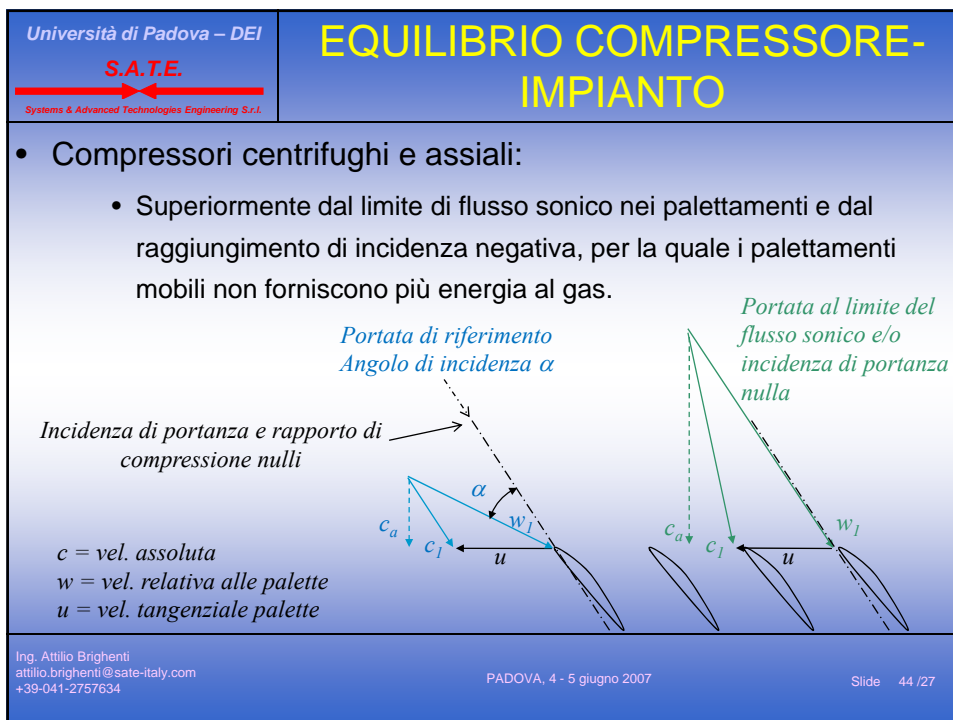 Università di Padova – DEI
S.A.T.E.
Systems & Advanced Technologies Engineering S.r.l.
EQUILIBRIO COMPRESSORE-
IMPIANTO
• Compressori centrifughi e assiali:
• Superiormente dal limite di flusso sonico nei palettamenti e dal
raggiungimento di incidenza negativa, per la quale i palettamenti
mobili non forniscono più energia al gas.
Portata di riferimento
Angolo di incidenza α
Portata al limite del
flusso sonico e/o
incidenza di portanza
nulla
Incidenza di portanza e rapporto di
compressione nulli
α
ca
c1
w1
u
ca
c1
w1
u
c = vel. assoluta
w = vel. relativa alle palette
u = vel. tangenziale palette
Ing. Attilio Brighenti
attilio.brighenti@sate-italy.com
+39-041-2757634
PADOVA, 4 - 5 giugno 2007
Slide 44 /27